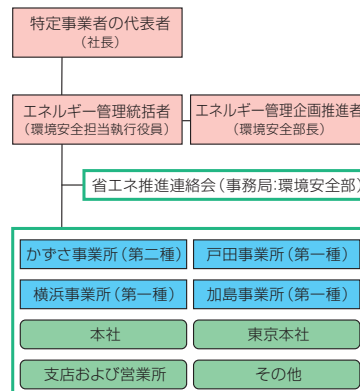 特定事業者の代表者
(社長)
エネルギー管理統括者
(環境安全担当執行役員)
エネルギー管理企画推進者
(環境安全部長)
省エネ推進連絡会(事務局:環境安全部)
かずさ事業所(第二種)
戸田事業所(第一種)
横浜事業所(第一種)
加島事業所(第一種)
本社
東京本社
支店および営業所
その他